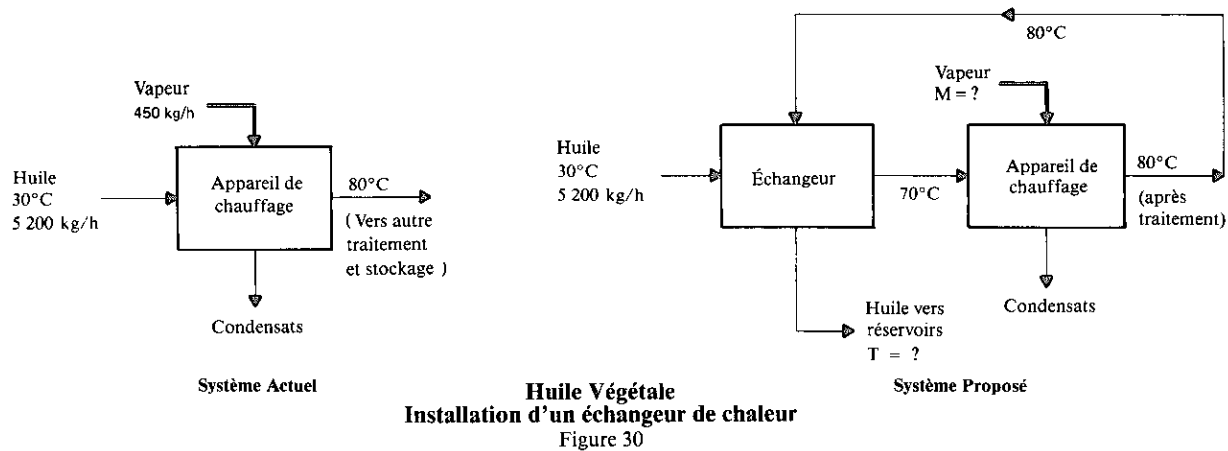 80°C
Vapeur
450 kg/h
Huile
30°C
5 200 kg/h
Appareil de
chauffage
80°C
( Vers autre
traitement
et stockage )
Condensats
Système Actuel
Vapeur
M = ?
Huile
30°C
5 200 kg/h
Échangeur
70°C
Appareil de
chauffage
80°C
(après
traitement)
Huile vers
réservoirs
T = ?
Condensats
Système Proposé
Huile Végétale
Installation d'un échangeur de chaleur
Figure 30